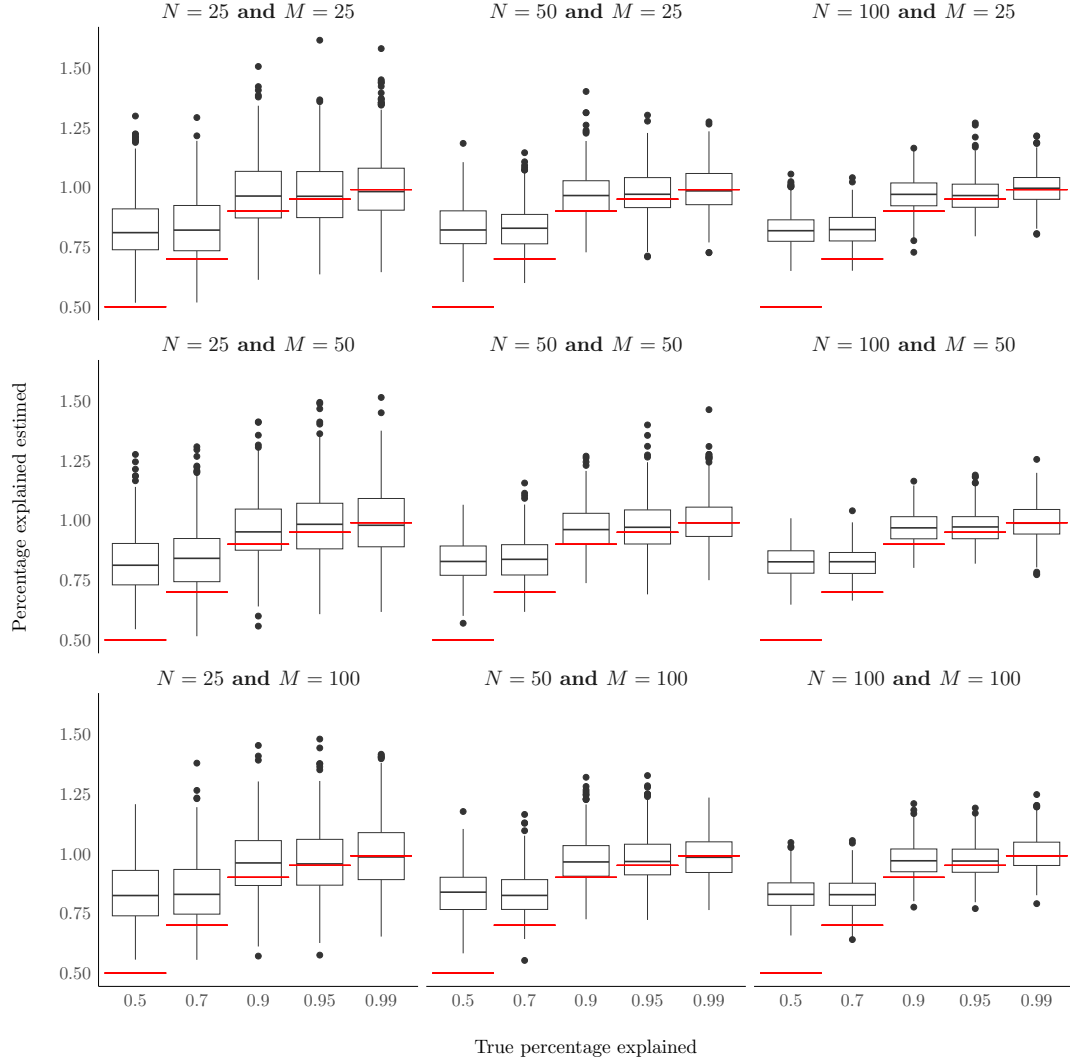 N = 25 and M = 25
N = 50 and M = 25
N = 100 and M = 25
1.50
1.25
1.00
0.75
0.50
N = 25 and M = 50
N = 50 and M = 50
N = 100 and M = 50
Percentage explained estimed
1.50
1.25
1.00
0.75
0.50
N = 25 and M = 100
N = 50 and M = 100
N = 100 and M = 100
1.50
1.25
1.00
0.75
0.50
0.5 0.7 0.9 0.95 0.99
0.5 0.7 0.9 0.95 0.99
0.5 0.7 0.9 0.95 0.99
True percentage explained